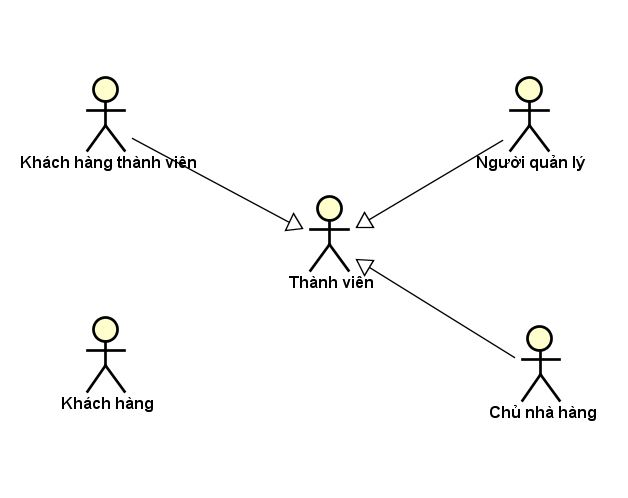 Khách hàng thành viên
Người quản lý
Thành viên
Khách hàng
Chủ nhà hàng